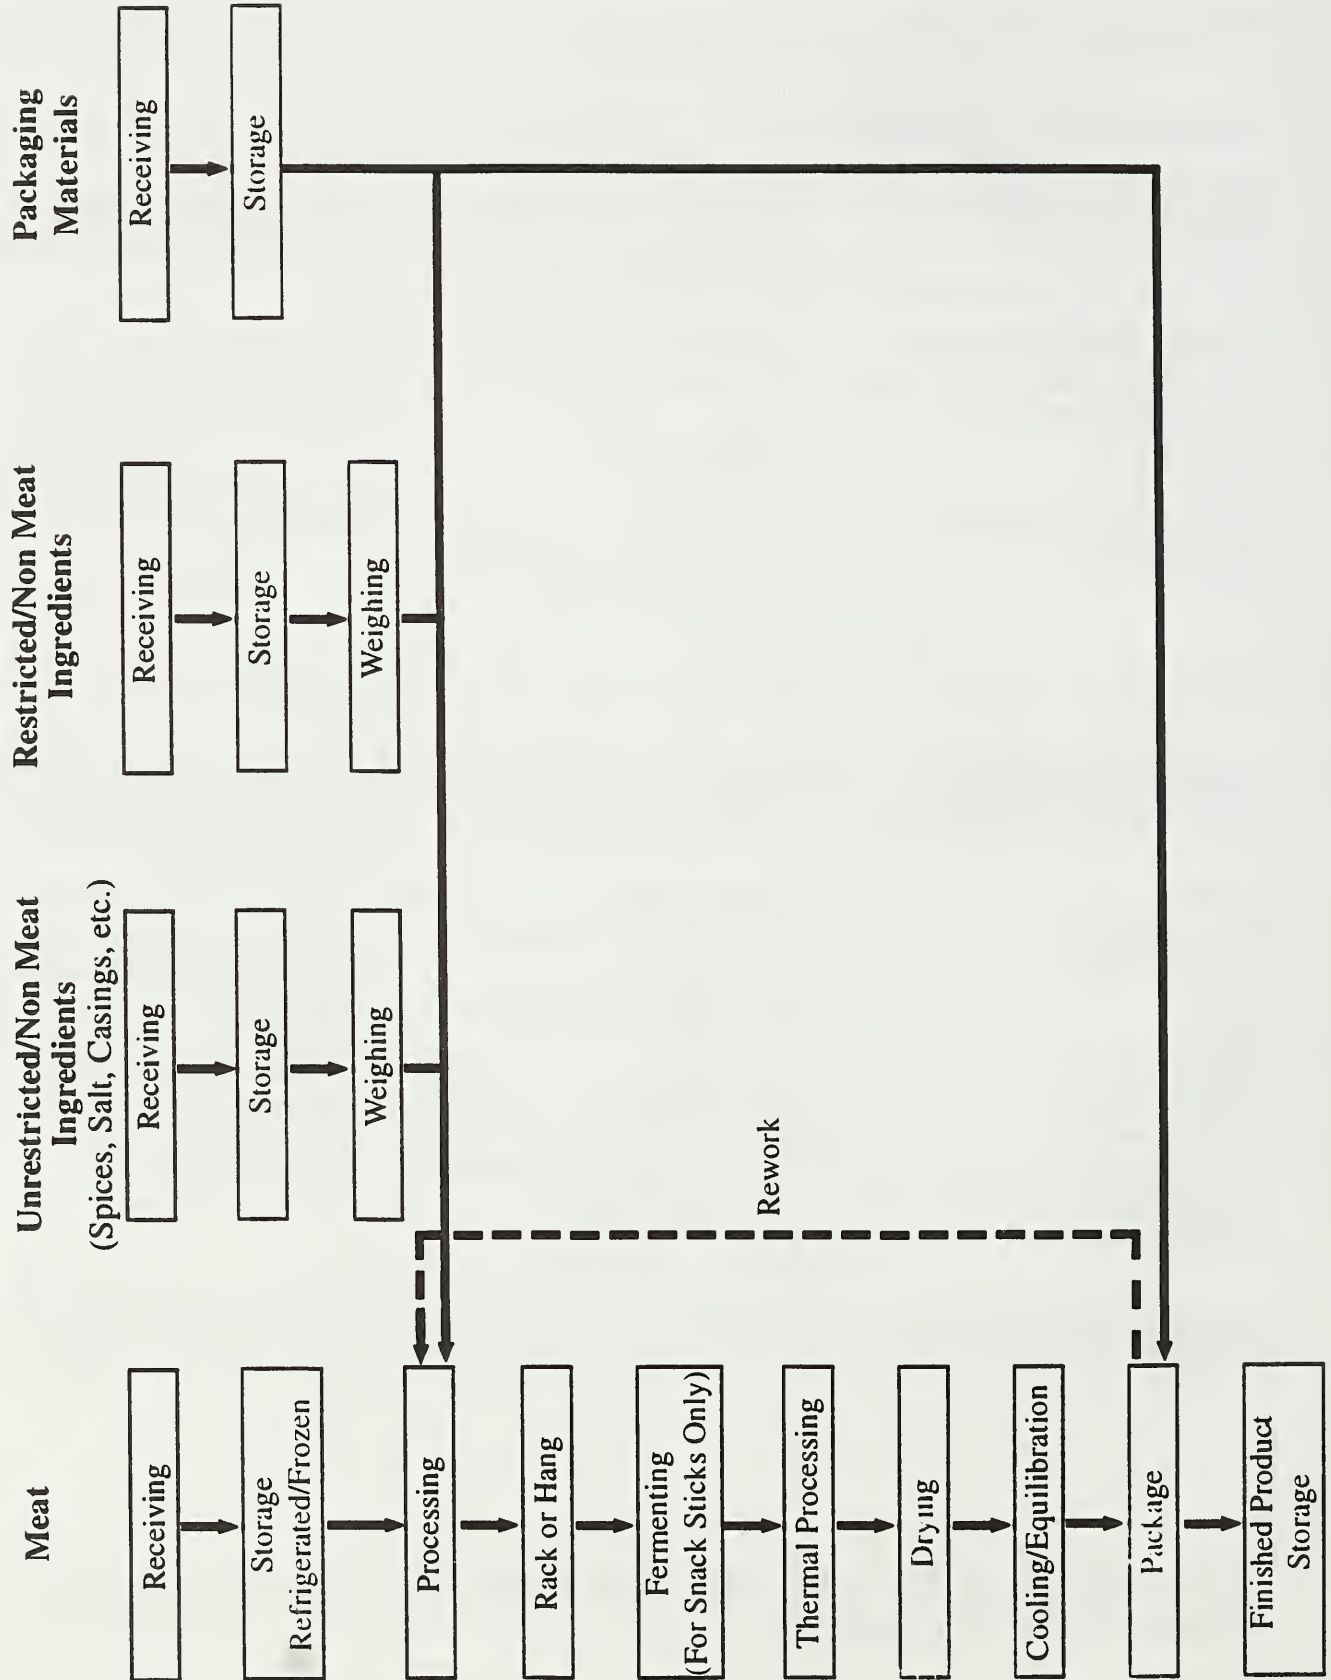 Meat
Receiving
Storage
Refrigerated/Frozen
Processing
Rack or Hang
Fermenting
(For Snack Sticks Only)
Thermal Processing
Drying
Cooling/Equilibration
Package
Finished Product
Storage
Unrestricted/Non Meat
Ingredients
(Spices, Salt, Casings, etc.)
Receiving
Storage
Weighing
Rework
Restricted/Non Meat
Ingredients
Receiving
Storage
Weighing
Packaging
Materials
Receiving
Storage